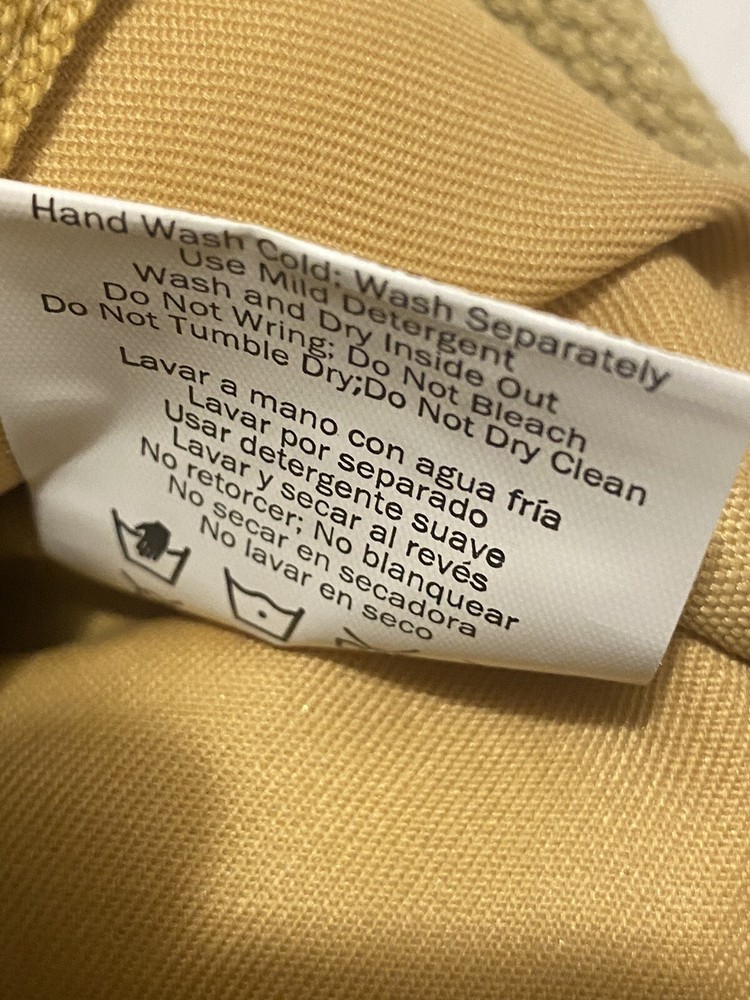 Hand Wash Cold; Wash Separately
Use Mild Detergent
Wash and Dry Inside Out
Do Not Wring; Do Not Bleach
Do Not Tumble Dry;Do Not Dry Clean
Lavar a mano con agua fría
Lavar por separado
Usar detergente suave
Lavar y secar al revés
No retorcer; No blanquear
No secar en secadora
No lavar en seco